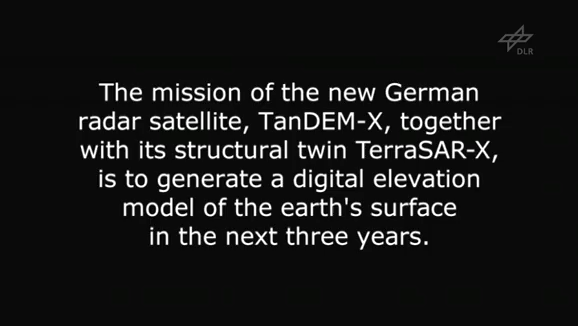 DLR
The mission of the new German
radar satellite, TanDEM-X, together
with its structural twin TerraSAR-X,
is to generate a digital elevation
model of the earth's surface
in the next three years.